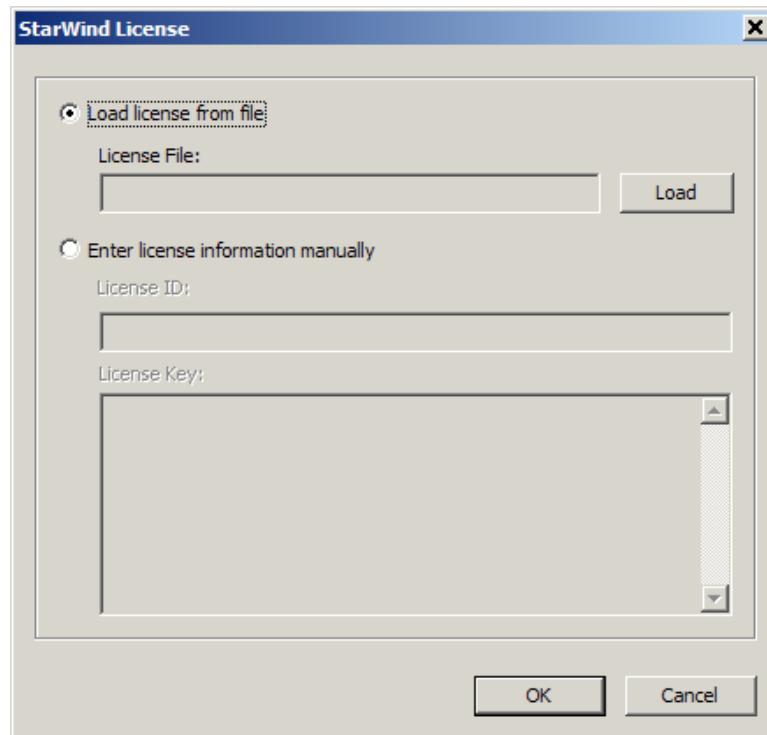 StarWind License
Load license from file
License File:
Load
Enter license information manually
License ID:
License Key:
OK Cancel